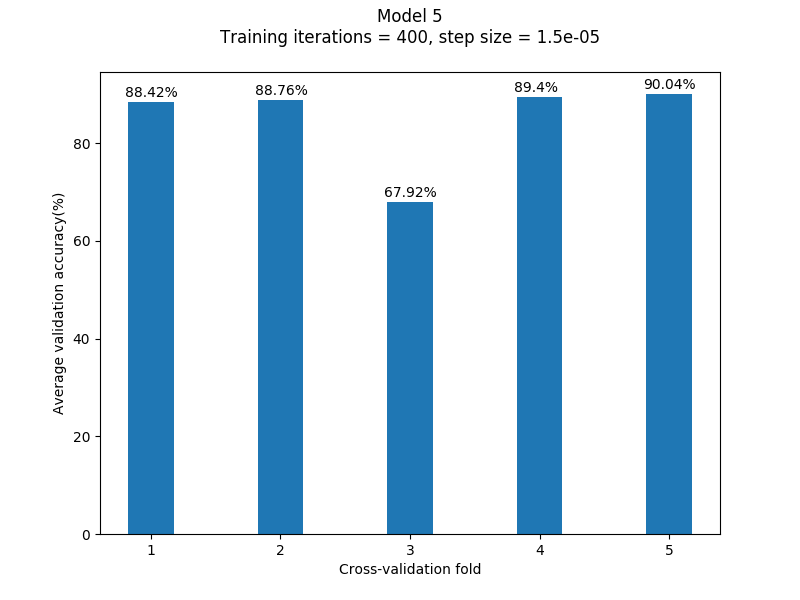 Model 5
Training iterations = 400, step size = 1.5e-05
88.42%
88.76%
67.92%
89.4%
90.04%
Average validation accuracy(%)
80
60
40
20
0
1 2 3 4 5
Cross-validation fold